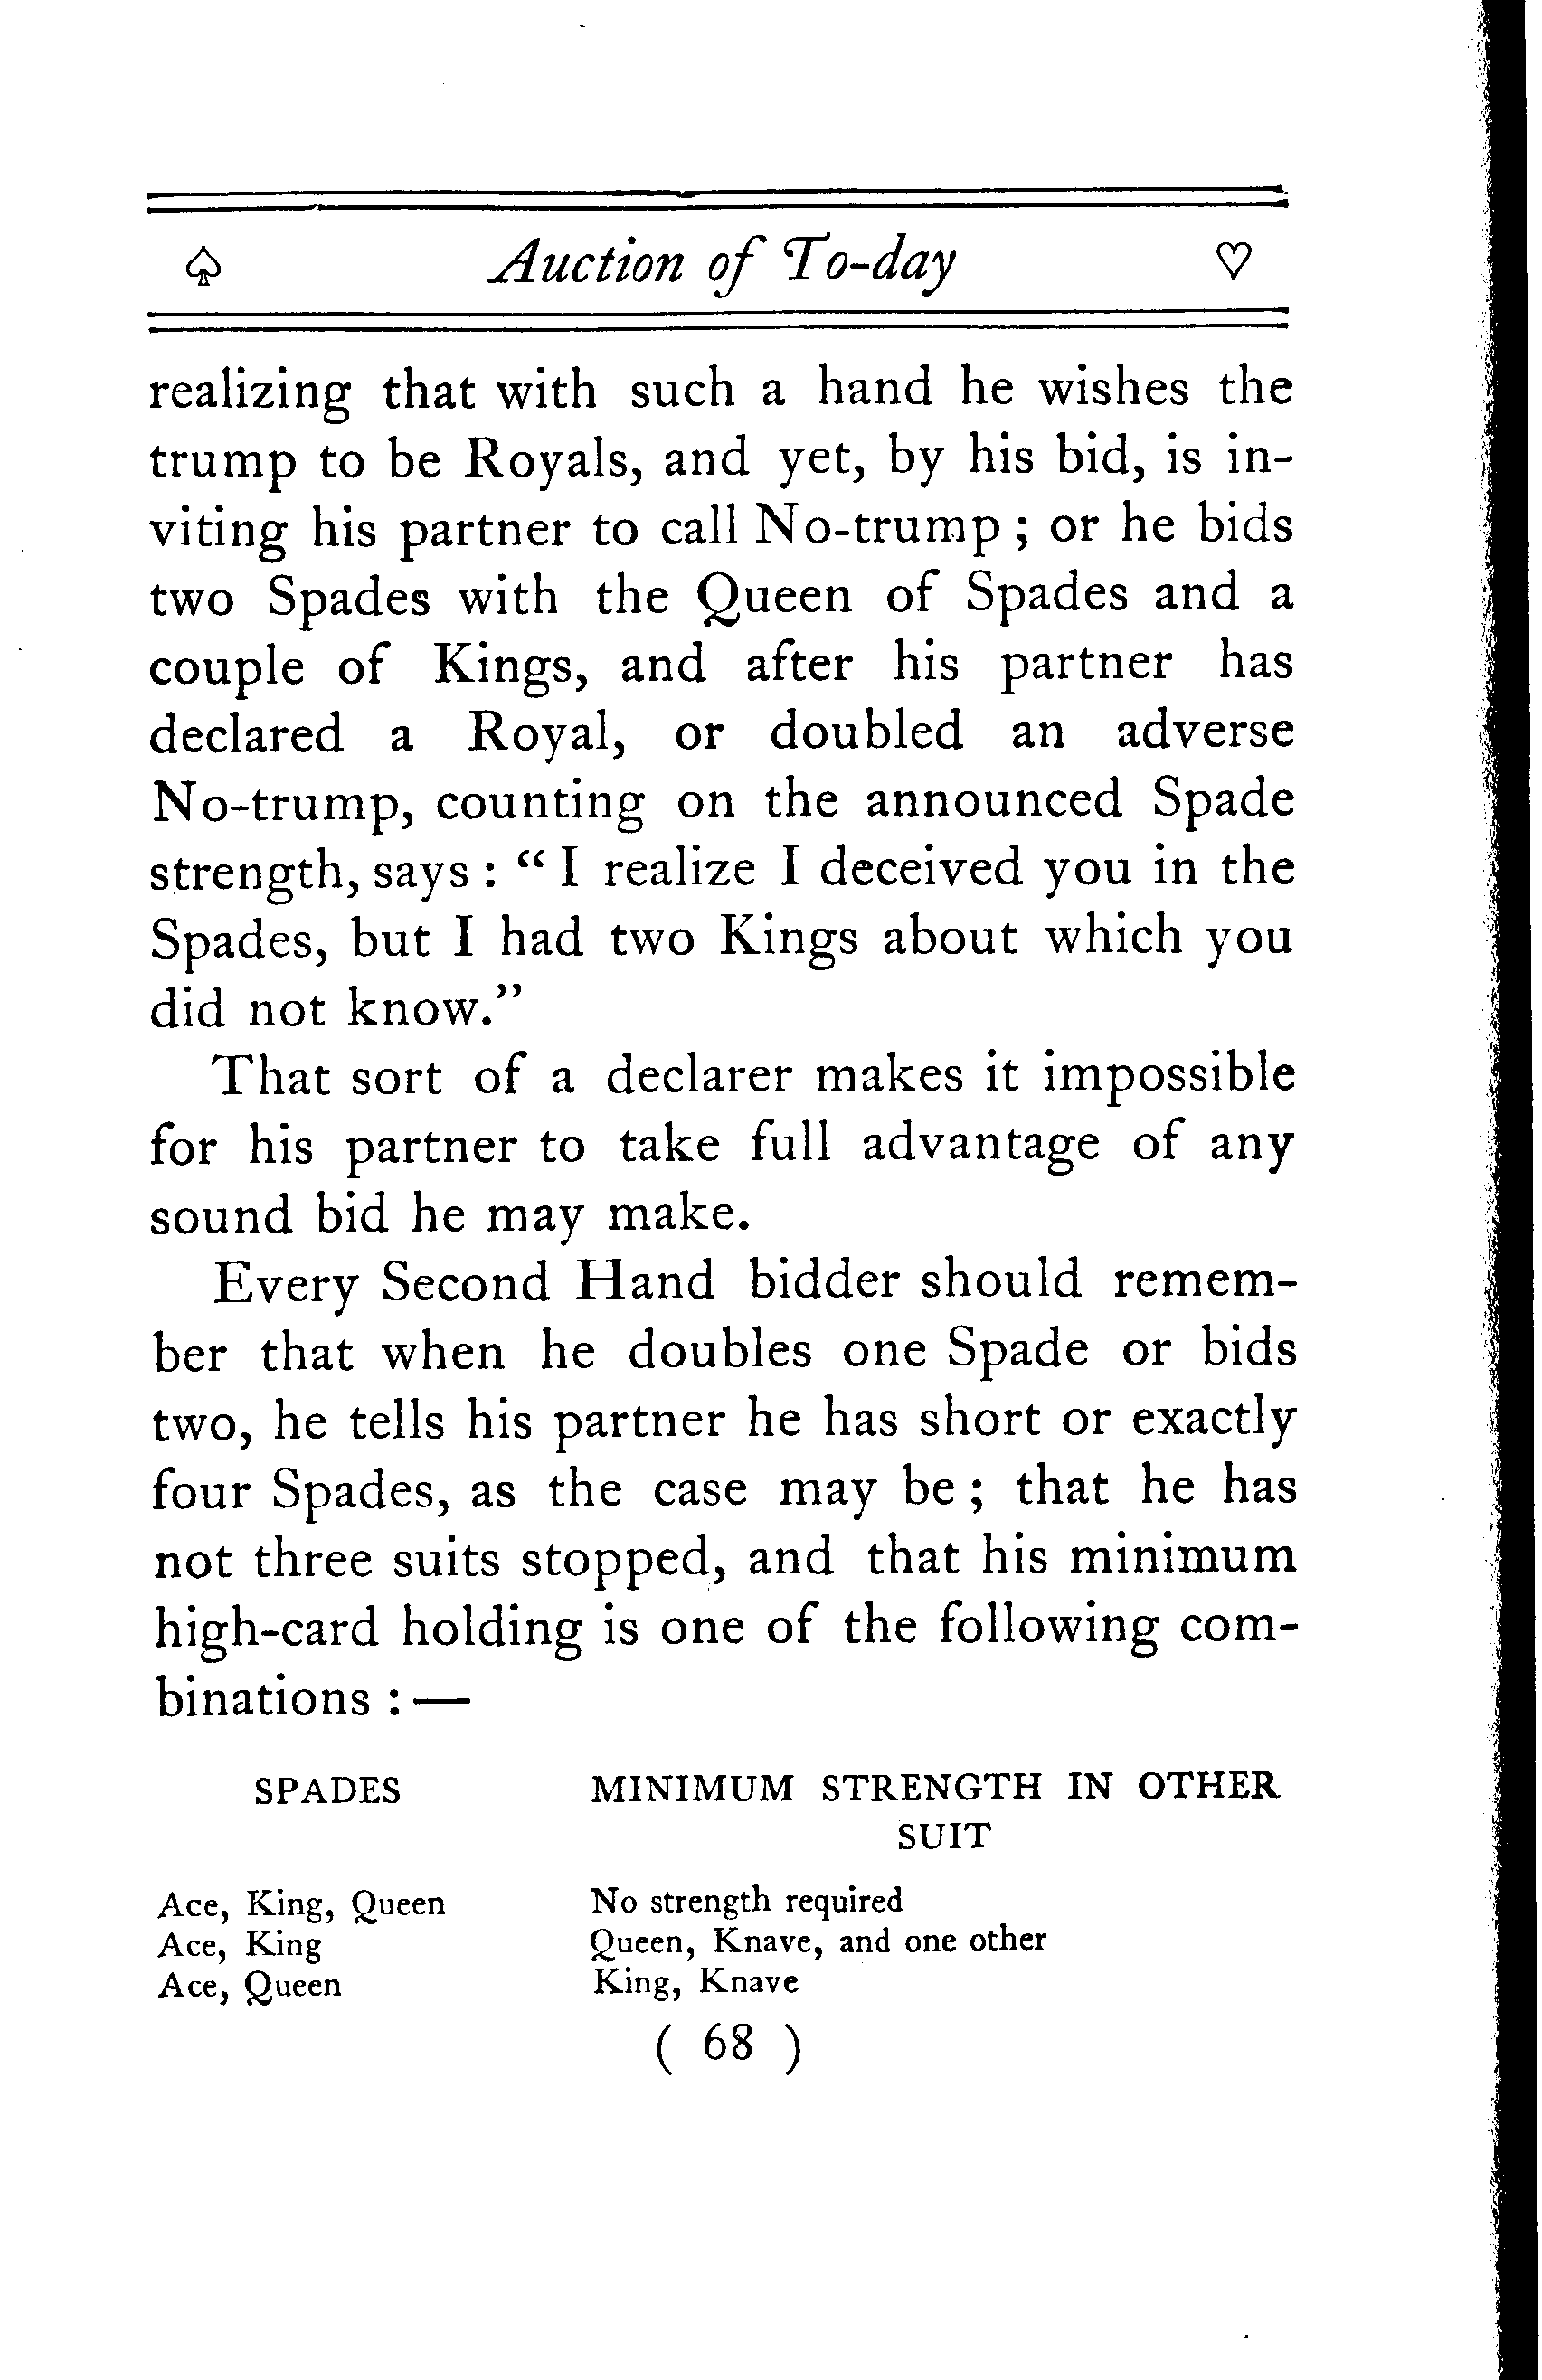 ♤ Auction of To-day ♡
realizing that with such a hand he wishes the
trump to be Royals, and yet, by his bid, is in-
viting his partner to call No-trump ; or he bids
two Spades with the Queen of Spades and a
couple of Kings, and after his partner has
declared a Royal, or doubled an adverse
No-trump, counting on the announced Spade
strength, says : “ I realize I deceived you in the
Spades, but I had two Kings about which you
did not know.”
That sort of a declarer makes it impossible
for his partner to take full advantage of any
sound bid he may make.
Every Second Hand bidder should remem-
ber that when he doubles one Spade or bids
two, he tells his partner he has short or exactly
four Spades, as the case may be ; that he has
not three suits stopped, and that his minimum
high-card holding is one of the following com-
binations : —
SPADES MINIMUM STRENGTH IN OTHER
SUIT
Ace, King, Queen No strength required
Ace, King Queen, Knave, and one other
Ace, Queen King, Knave
( 68 )